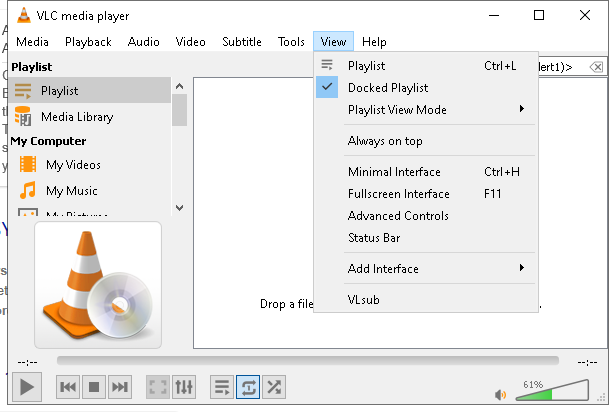 VLC media player
Media Playback Audio Video Subtitle Tools View Help
Playlist
Playlist
Media Library
My Computer
My Videos
My Music
My Pictures
Playlist Ctrl+L
Docked Playlist
Playlist View Mode
Always on top
Minimal Interface Ctrl+H
Fullscreen Interface F11
Advanced Controls
Status Bar
Add Interface
VLsub
lert1)>
Drop a file
--:-- --:--
61%